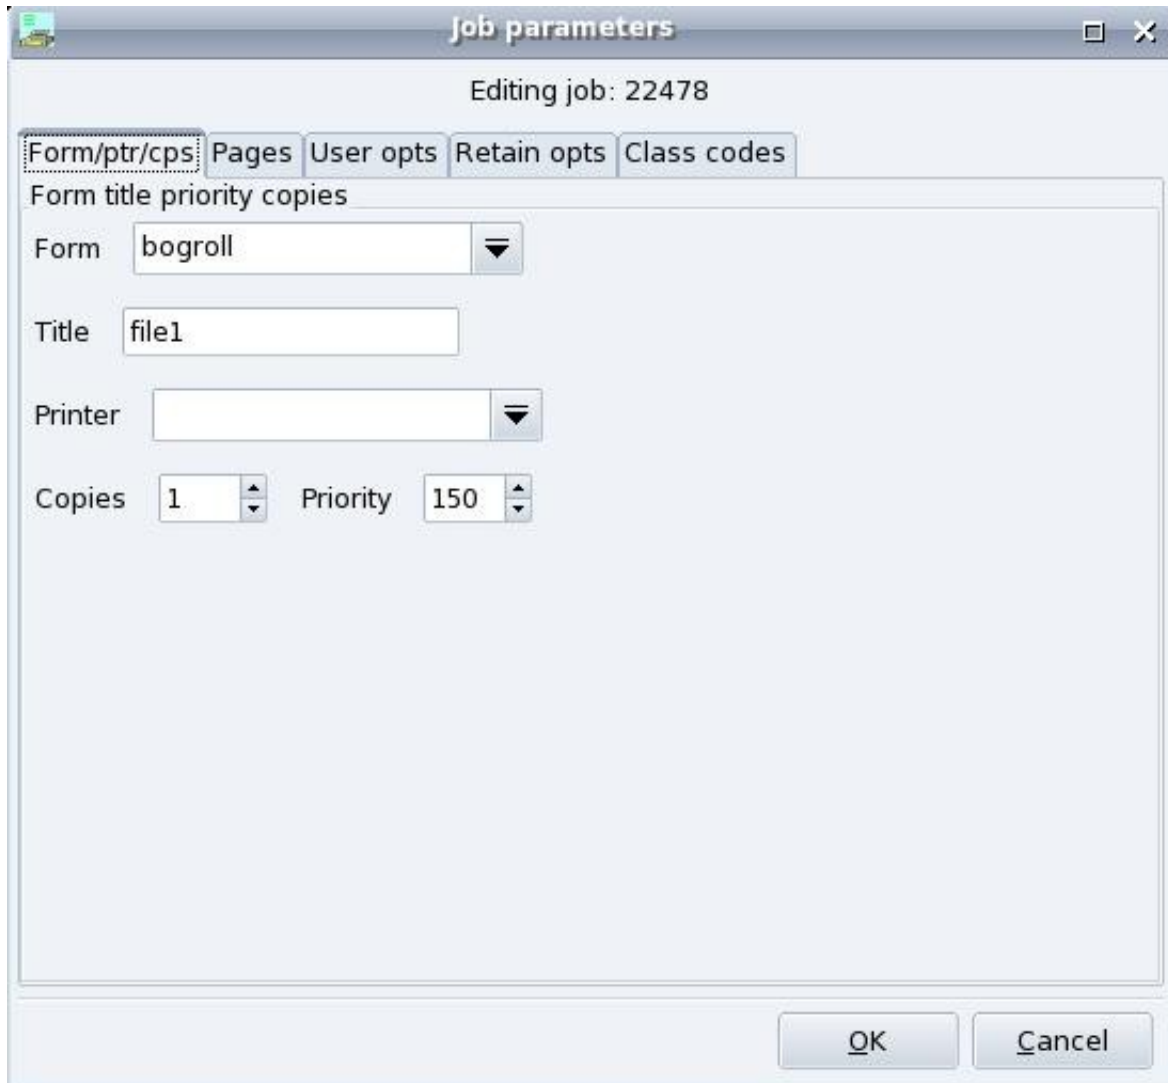 Job parameters
Editing job: 22478
Form/ptr/cps Pages User opts Retain opts Class codes
Form title priority copies
Form bogroll
Title file1
Printer
Copies 1 Priority 150
OK Cancel